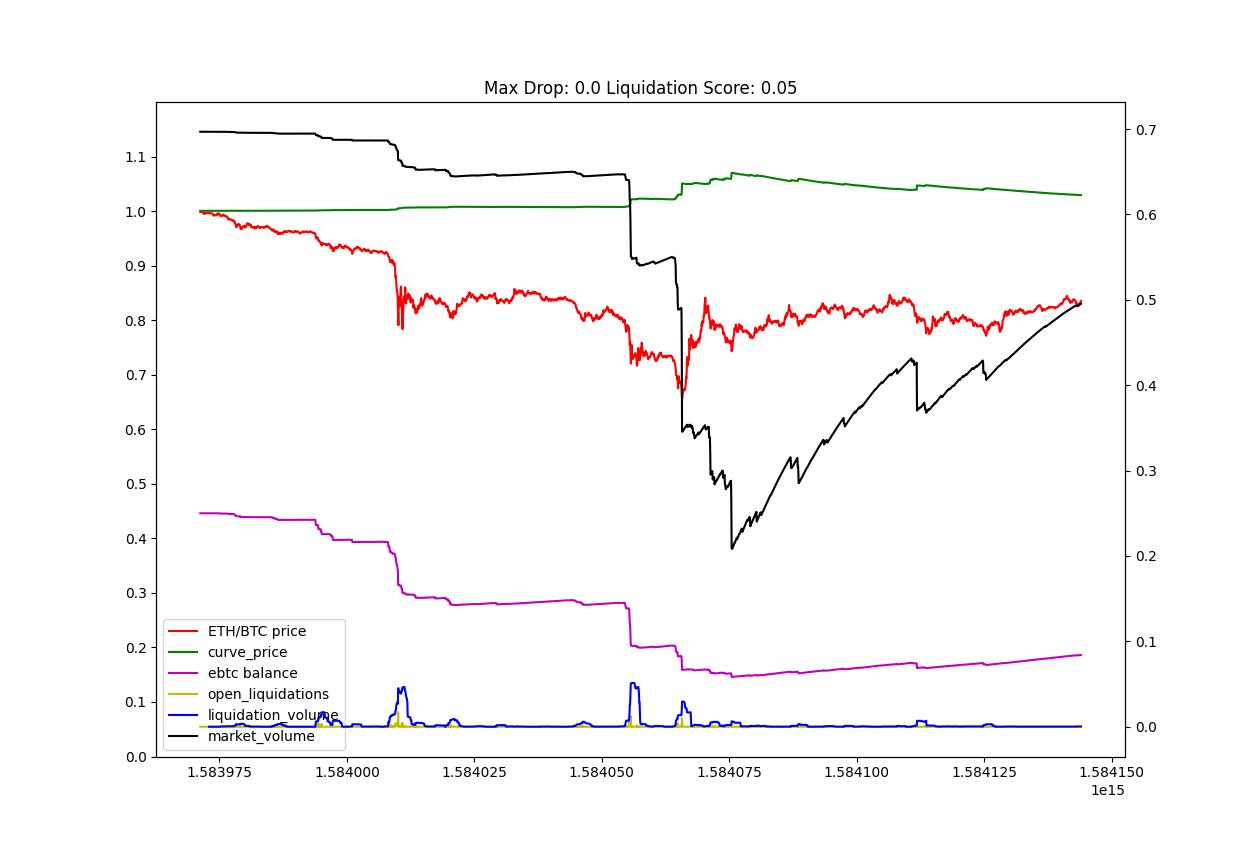 Max Drop: 0.0 Liquidation Score: 0.05
1.1
1.0
0.9
0.8
0.7
0.6
0.5
0.4
0.3
0.2
0.1
0.0
0.7
0.6
0.5
0.4
0.3
0.2
0.1
0.0
ETH/BTC price
curve_price
ebtc balance
open_liquidations
liquidation_volume
market_volume
1.583975 1.584000 1.584025 1.584050 1.584075 1.584100 1.584125 1.584150
1e15